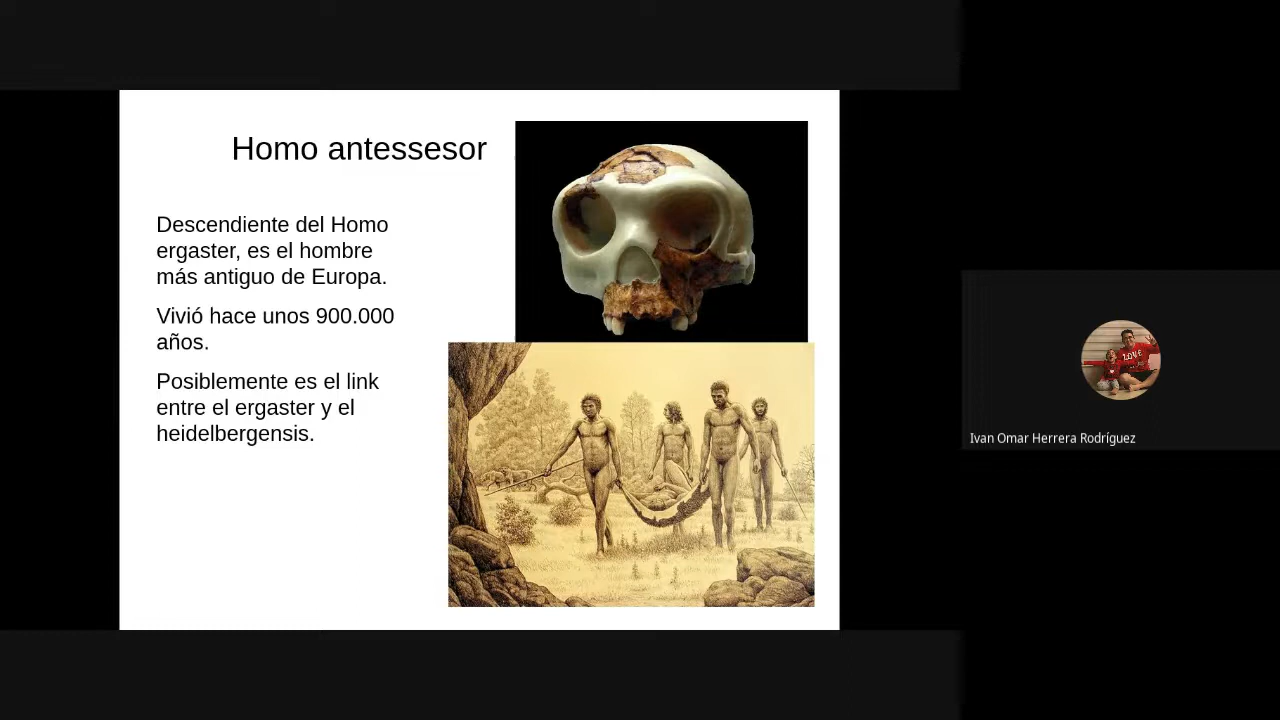 Homo antessesor
Descendiente del Homo
ergaster, es el hombre
más antiguo de Europa.
Vivió hace unos 900.000
años.
Posiblemente es el link
entre el ergaster y el
heidelbergensis.
LOVE
Ivan Omar Herrera Rodríguez